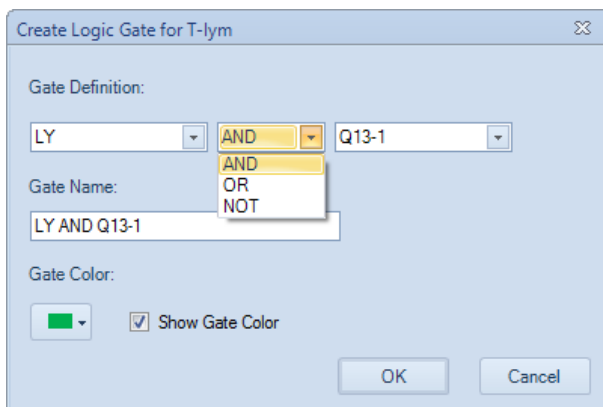 Create Logic Gate for T-lym
Gate Definition:
LY AND Q13-1
AND
OR
NOT
Gate Name:
LY AND Q13-1
Gate Color:
Show Gate Color
OK Cancel